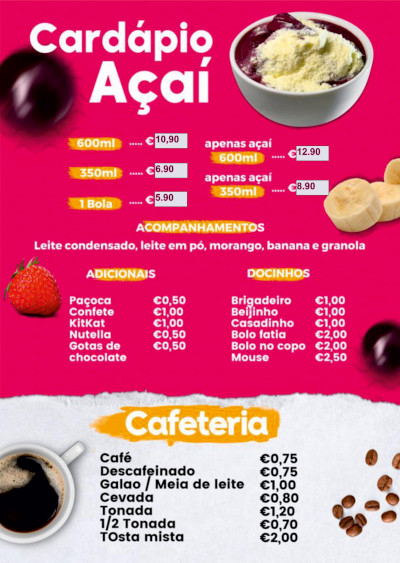 Cardápio
Açaí
600ml ..... €10,90
350ml ..... €6.90
1 Bola ..... €5.90
apenas açaí
600ml ..... €12.90
apenas açaí
350ml ..... €8.90
ACOMPANHAMENTOS
Leite condensado, leite em pó, morango, banana e granola
ADICIONAIS
Paçoca €0,50
Confete €1,00
KitKat €1,00
Nutella €0,50
Gotas de €0,50
chocolate
DOCINHOS
Brigadeiro €1,00
Beijinho €1,00
Casadinho €1,00
Bolo fatia €2,00
Bolo no copo €2,00
Mouse €2,50
Cafeteria
Café €0,75
Descafeinado €0,75
Galao / Meia de leite €1,00
Cevada €0,80
Tonada €1,20
1/2 Tonada €0,70
TOsta mista €2,00